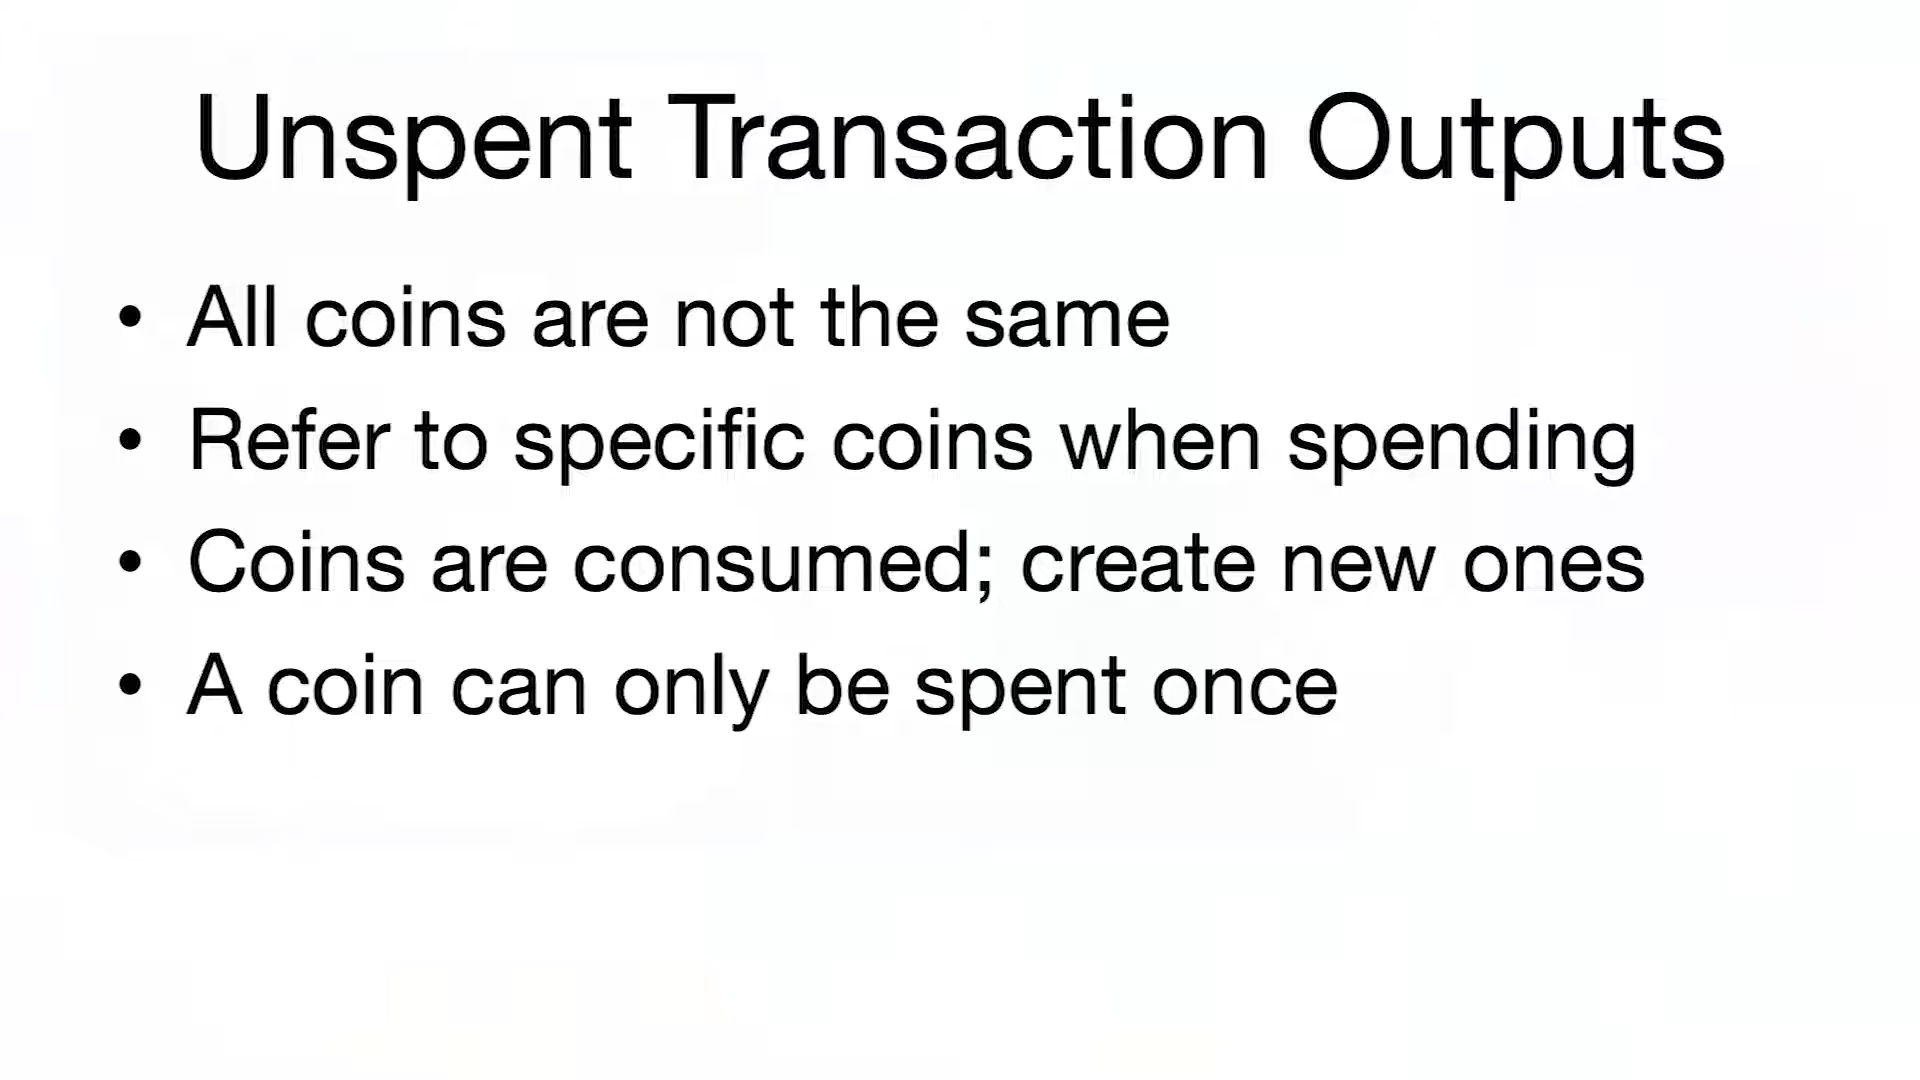 Unspent Transaction Outputs
• All coins are not the same
• Refer to specific coins when spending
• Coins are consumed; create new ones
• A coin can only be spent once